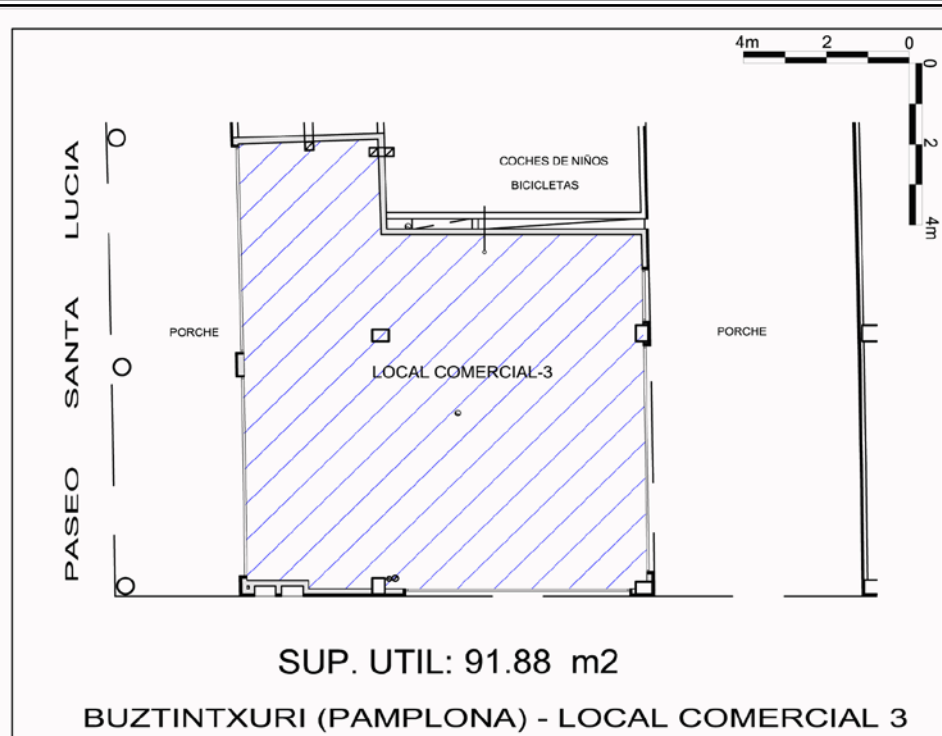 4m 2 0
0
2
4m
COCHES DE NIÑOS
BICICLETAS
PASEO SANTA LUCIA
PORCHE
PORCHE
LOCAL COMERCIAL-3
SUP. UTIL: 91.88 m2
BUZTINTXURI (PAMPLONA) - LOCAL COMERCIAL 3